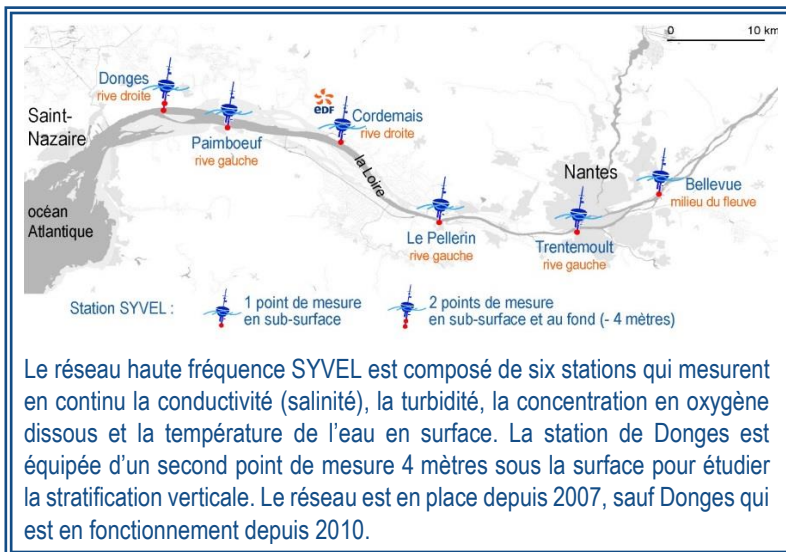 0 10 km
Donges
rive droite
edf
Saint-
Nazaire
Cordemais
rive droite
Paimboeuf
rive gauche
la Loire
Nantes
Bellevue
milieu du fleuve
océan
Atlantique
Le Pellerin
rive gauche
Trentemoult
rive gauche
Station SYVEL :
1 point de mesure
en sub-surface
2 points de mesure
en sub-surface et au fond (- 4 mètres)
Le réseau haute fréquence SYVEL est composé de six stations qui mesurent
en continu la conductivité (salinité), la turbidité, la concentration en oxygène
dissous et la température de l’eau en surface. La station de Donges est
équipée d’un second point de mesure 4 mètres sous la surface pour étudier
la stratification verticale. Le réseau est en place depuis 2007, sauf Donges qui
est en fonctionnement depuis 2010.